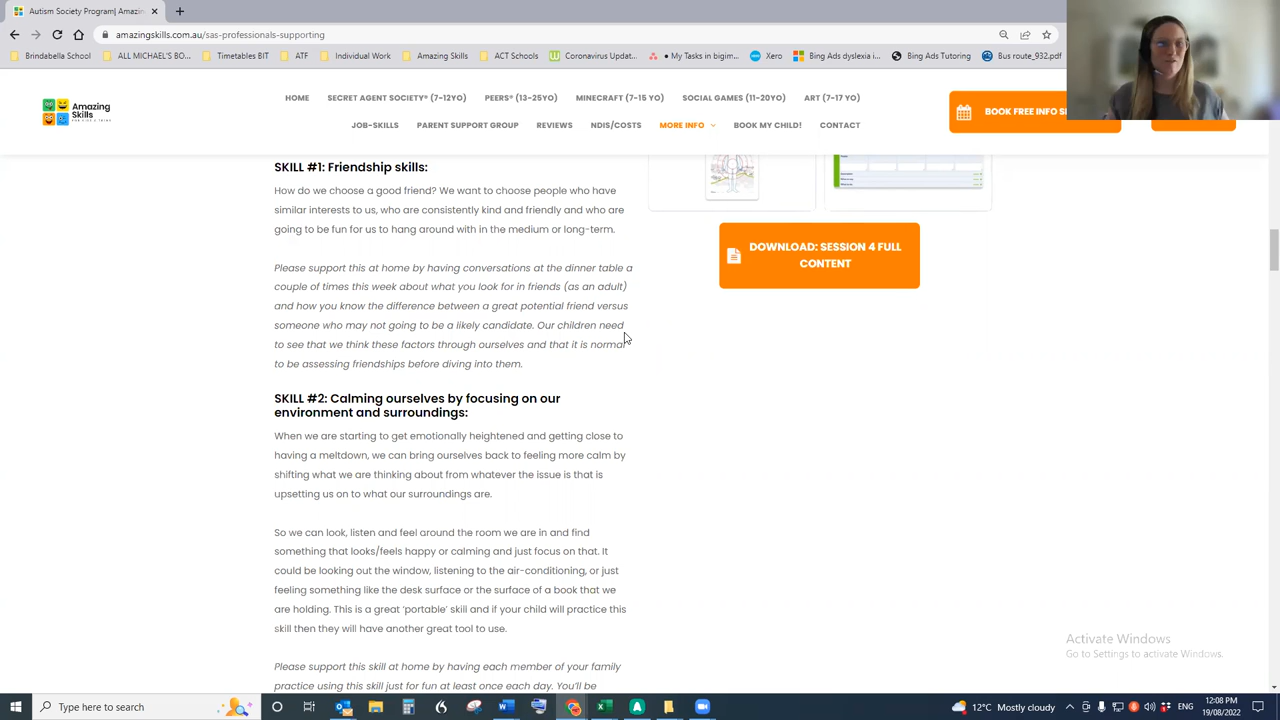 Autism Society Program| Amazin
amazingskills.com.au/sas-professionals-supporting
Brindabella School
ALL MICHAEL'S BO...
Timetables BIT
ATF
Individual Work
Amazing Skills
ACT Schools
Coronavirus Updat...
• My Tasks in bigim...
Xero
Bing Ads dyslexia i...
Bing Ads Tutoring
Bus route_932.pdf
Amazing
Skills
HOME
SECRET AGENT SOCIETY® (7-12YO)
PEERS® (13-25YO)
MINECRAFT (7-15 YO)
SOCIAL GAMES (11-20YO)
ART (7-17 YO)
JOB-SKILLS
PARENT SUPPORT GROUP
REVIEWS
NDIS/COSTS
MORE INFO
BOOK MY CHILD!
CONTACT
BOOK FREE INFO
SKILL #1: Friendship skills:
How do we choose a good friend? We want to choose people who have
similar interests to us, who are consistently kind and friendly and who are
going to be fun for us to hang around with in the medium or long-term.
Please support this at home by having conversations at the dinner table a
couple of times this week about what you look for in friends (as an adult)
and how you know the difference between a great potential friend versus
someone who may not going to be a likely candidate. Our children need
to see that we think these factors through ourselves and that it is normal
to be assessing friendships before diving into them.
DOWNLOAD: SESSION 4 FULL
CONTENT
SKILL #2: Calming ourselves by focusing on our
environment and surroundings:
When we are starting to get emotionally heightened and getting close to
having a meltdown, we can bring ourselves back to feeling more calm by
shifting what we are thinking about from whatever the issue is that is
upsetting us on to what our surroundings are.
So we can look, listen and feel around the room we are in and find
something that looks/feels happy or calming and just focus on that. It
could be looking out the window, listening to the air-conditioning, or just
feeling something like the desk surface or the surface of a book that we
are holding. This is a great 'portable' skill and if your child will practice this
skill then they will have another great tool to use.
Please support this skill at home by having each member of your family
practice using this skill just for fun at least once each day. You'll be
Activate Windows
Go to Settings to activate Windows.
Type here to search
12°C Mostly cloudy
12:08 PM
19/08/2022